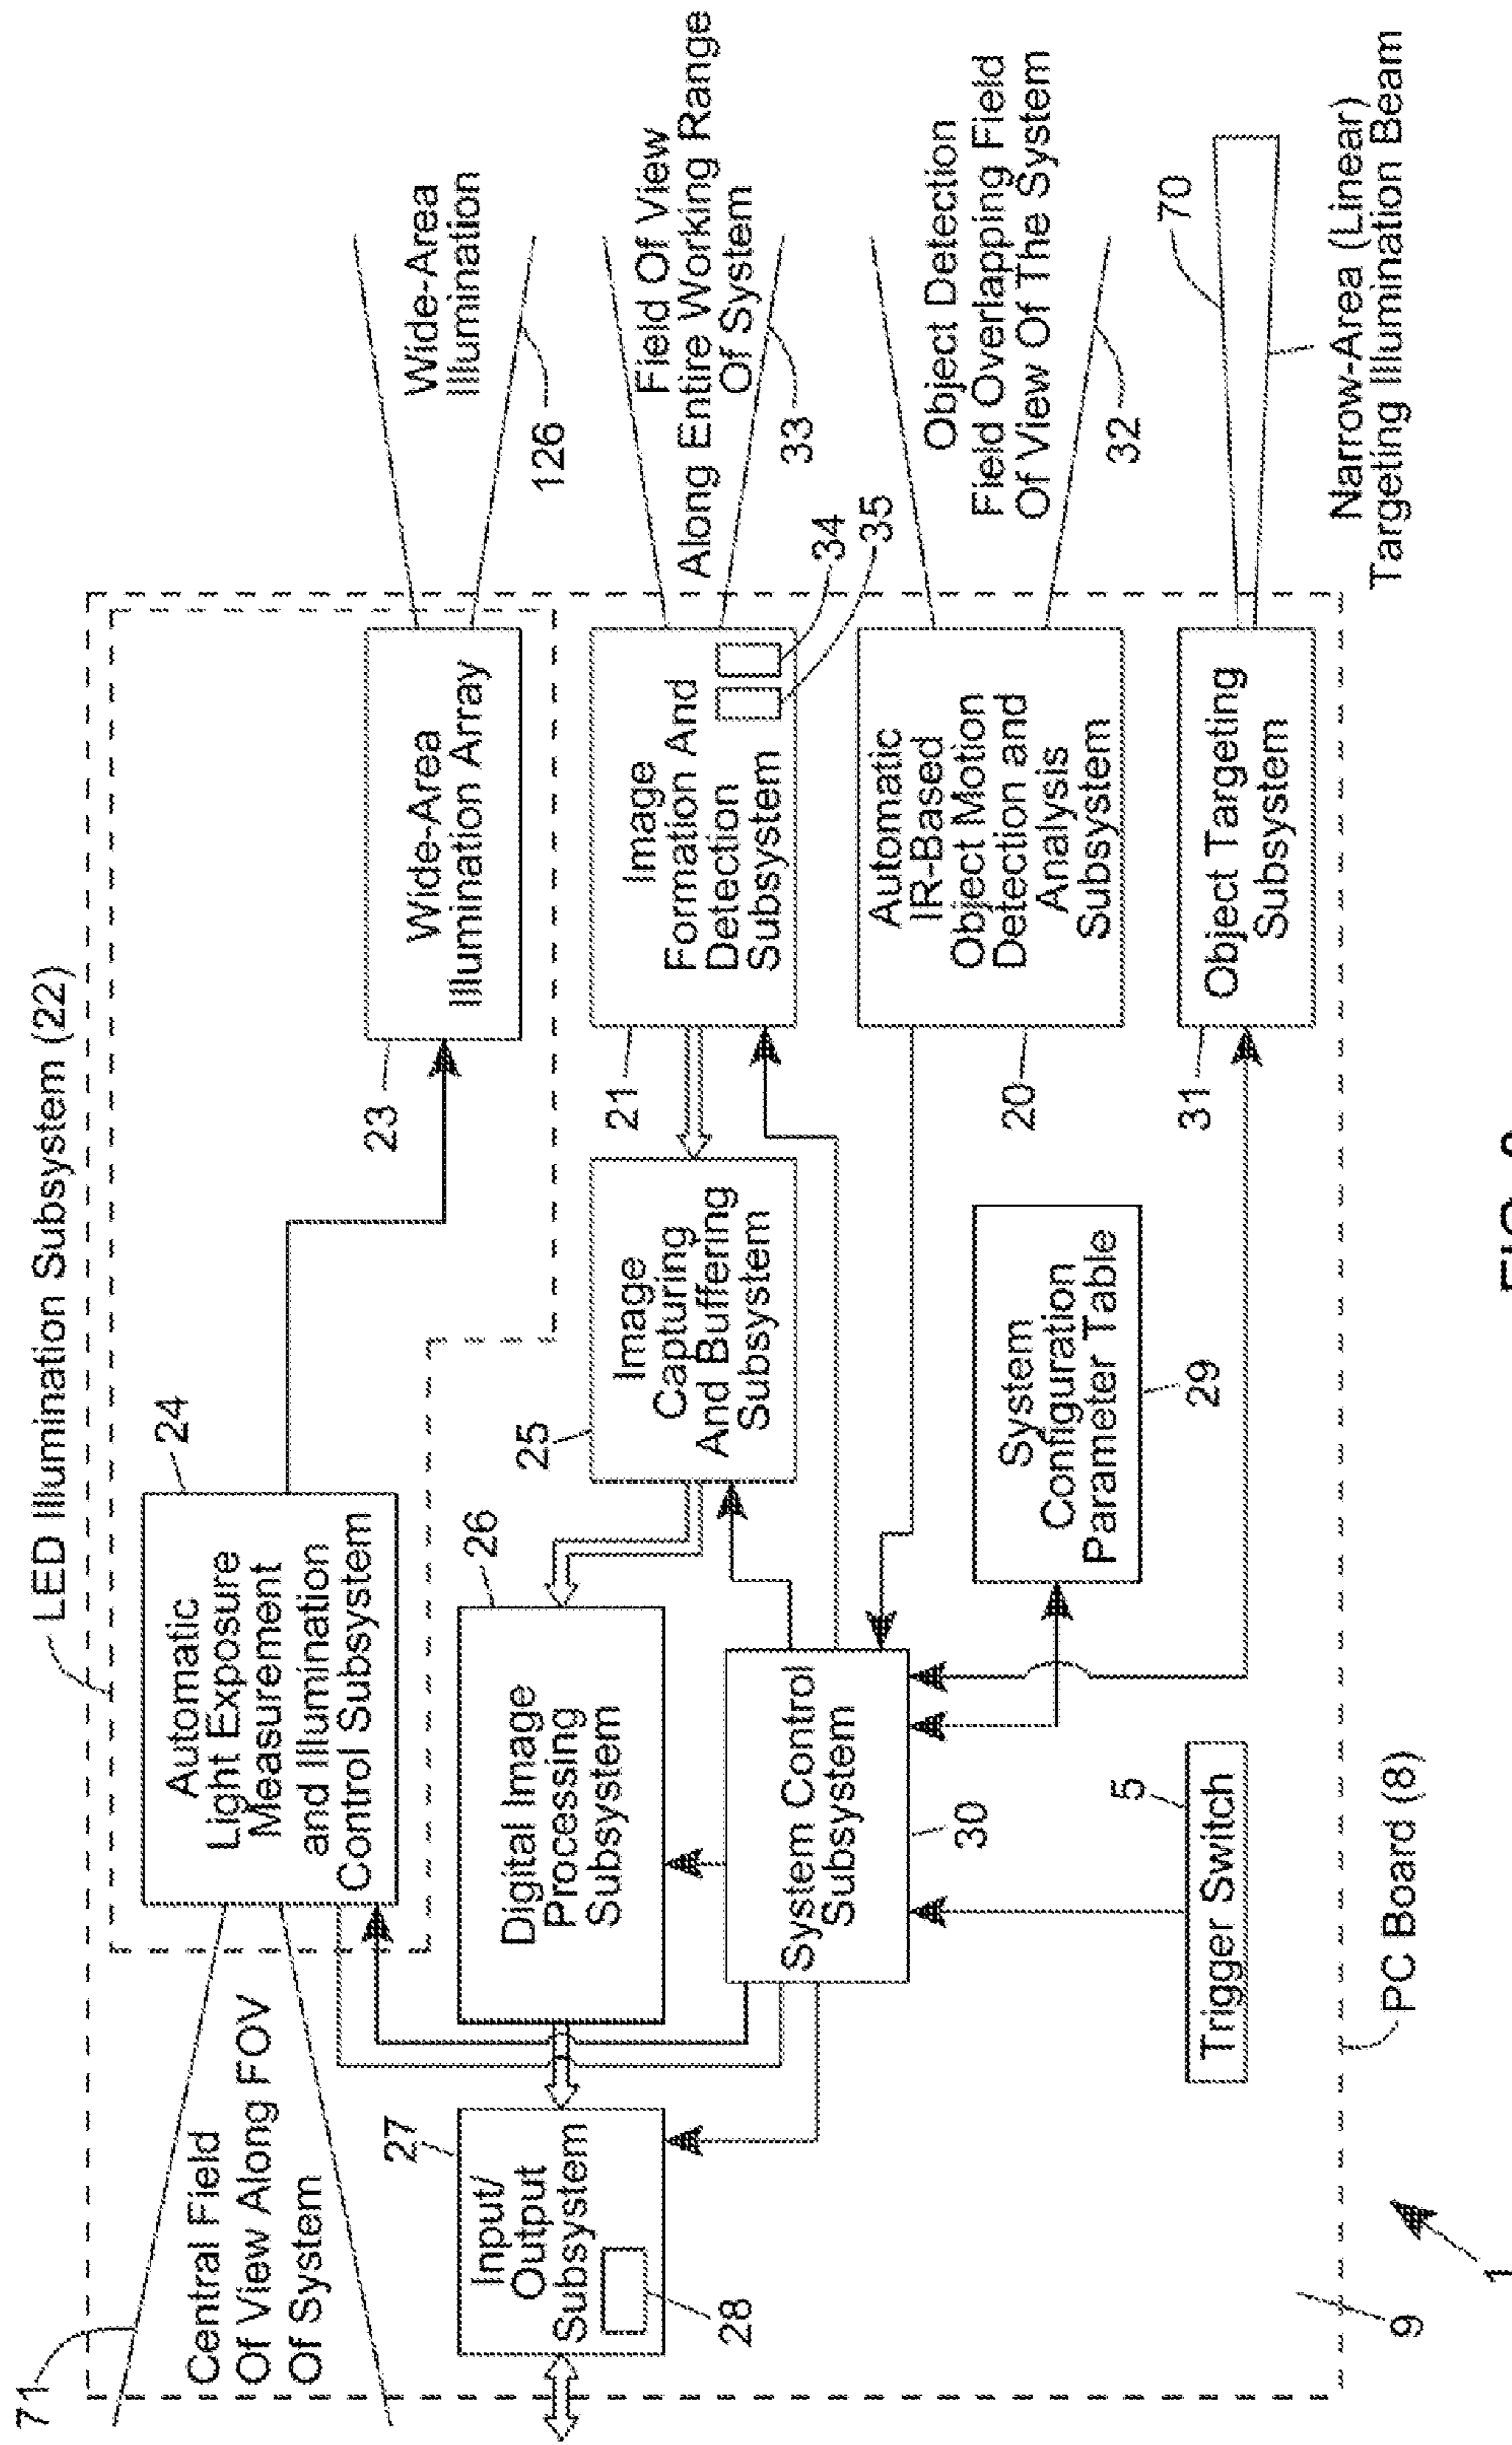 LED Illumination Subsystem (22)
71
Central Field
Of View Along FOV
Of System
24
Automatic
Light Exposure
Measurement
and Illumination
Control Subsystem
23
Wide-Area
Illumination Array
Wide-Area
Illumination
126
27
Input/
Output
Subsystem
28
26
Digital Image
Processing
Subsystem
25
Image
Capturing
And Buffering
Subsystem
21
Image
Formation And
Detection
Subsystem
34
35
Field Of View
Along Entire Working Range
Of System
33
System Control
Subsystem
30
20
Automatic
IR-Based
Object Motion
Detection and
Analysis
Subsystem
Object Detection
Field Overlapping Field
Of View Of The System
32
System
Configuration
Parameter Table
29
5
Trigger Switch
31
Object Targeting
Subsystem
70
Narrow-Area (Linear)
Targeting Illumination Beam
PC Board (8)
9
1